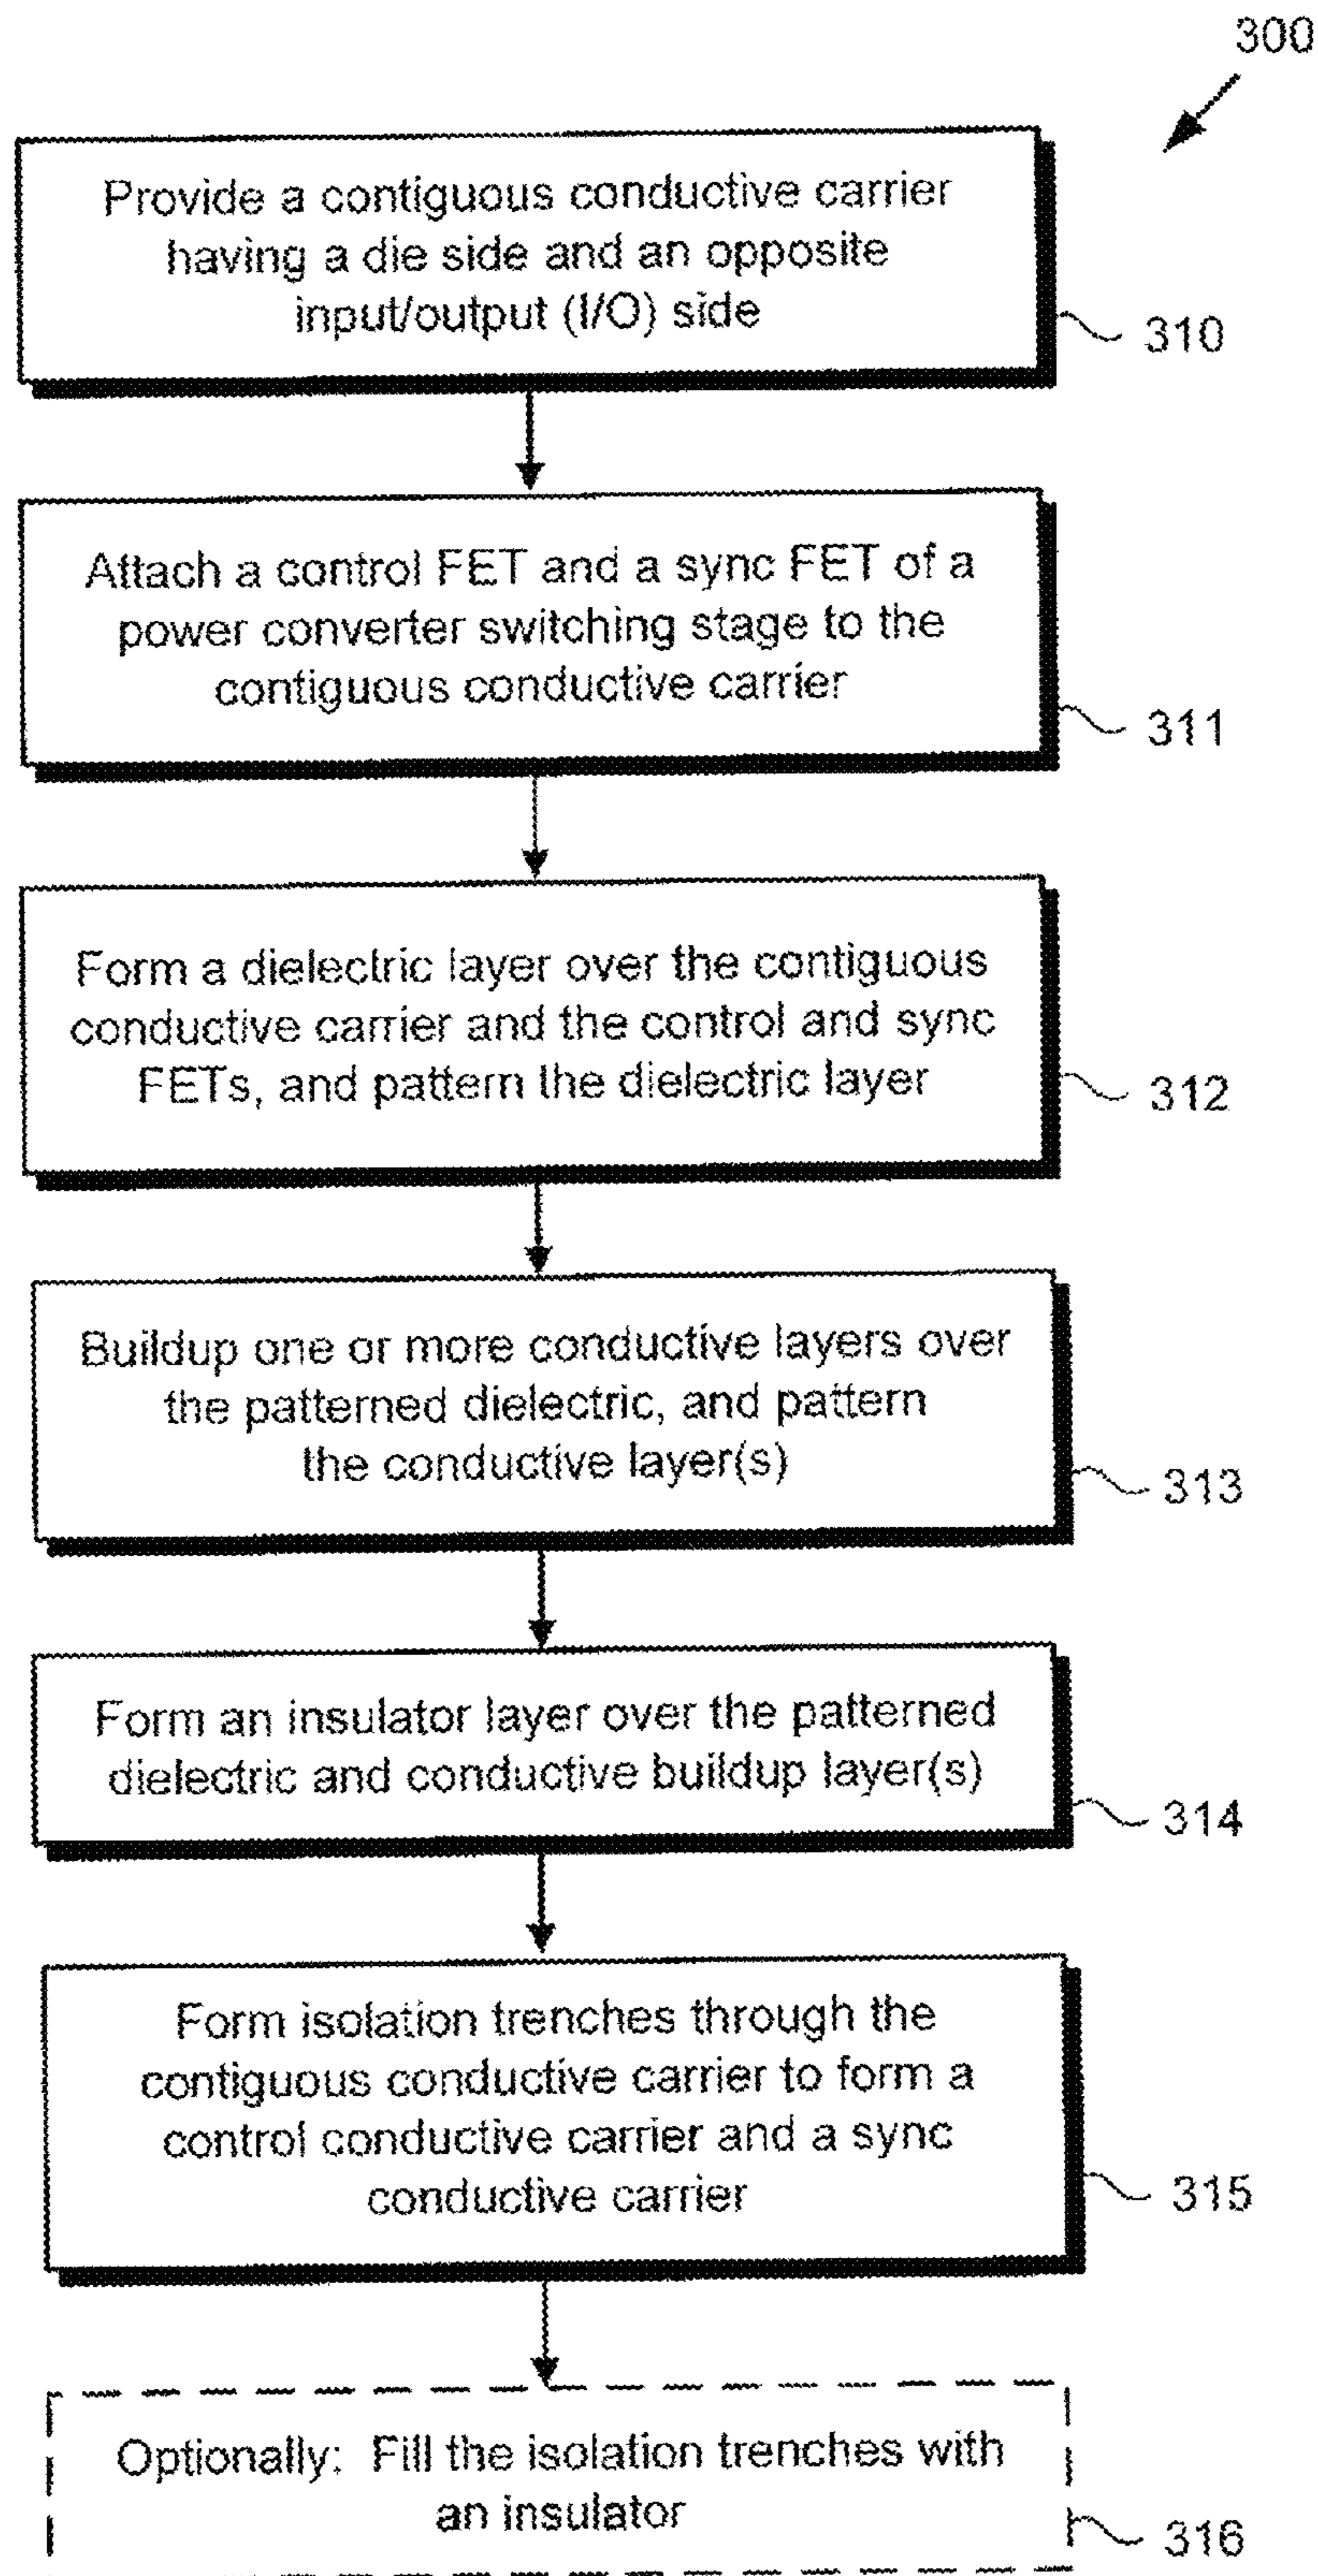 300
Provide a contiguous conductive carrier
having a die side and an opposite
input/output (I/O) side
310
Attach a control FET and a sync FET of a
power converter switching stage to the
contiguous conductive carrier
311
Form a dielectric layer over the contiguous
conductive carrier and the control and sync
FETs, and pattern the dielectric layer
312
Buildup one or more conductive layers over
the patterned dielectric, and pattern
the conductive layer(s)
313
Form an insulator layer over the patterned
dielectric and conductive buildup layer(s)
314
Form isolation trenches through the
contiguous conductive carrier to form a
control conductive carrier and a sync
conductive carrier
315
Optionally: Fill the isolation trenches with
an insulator
316